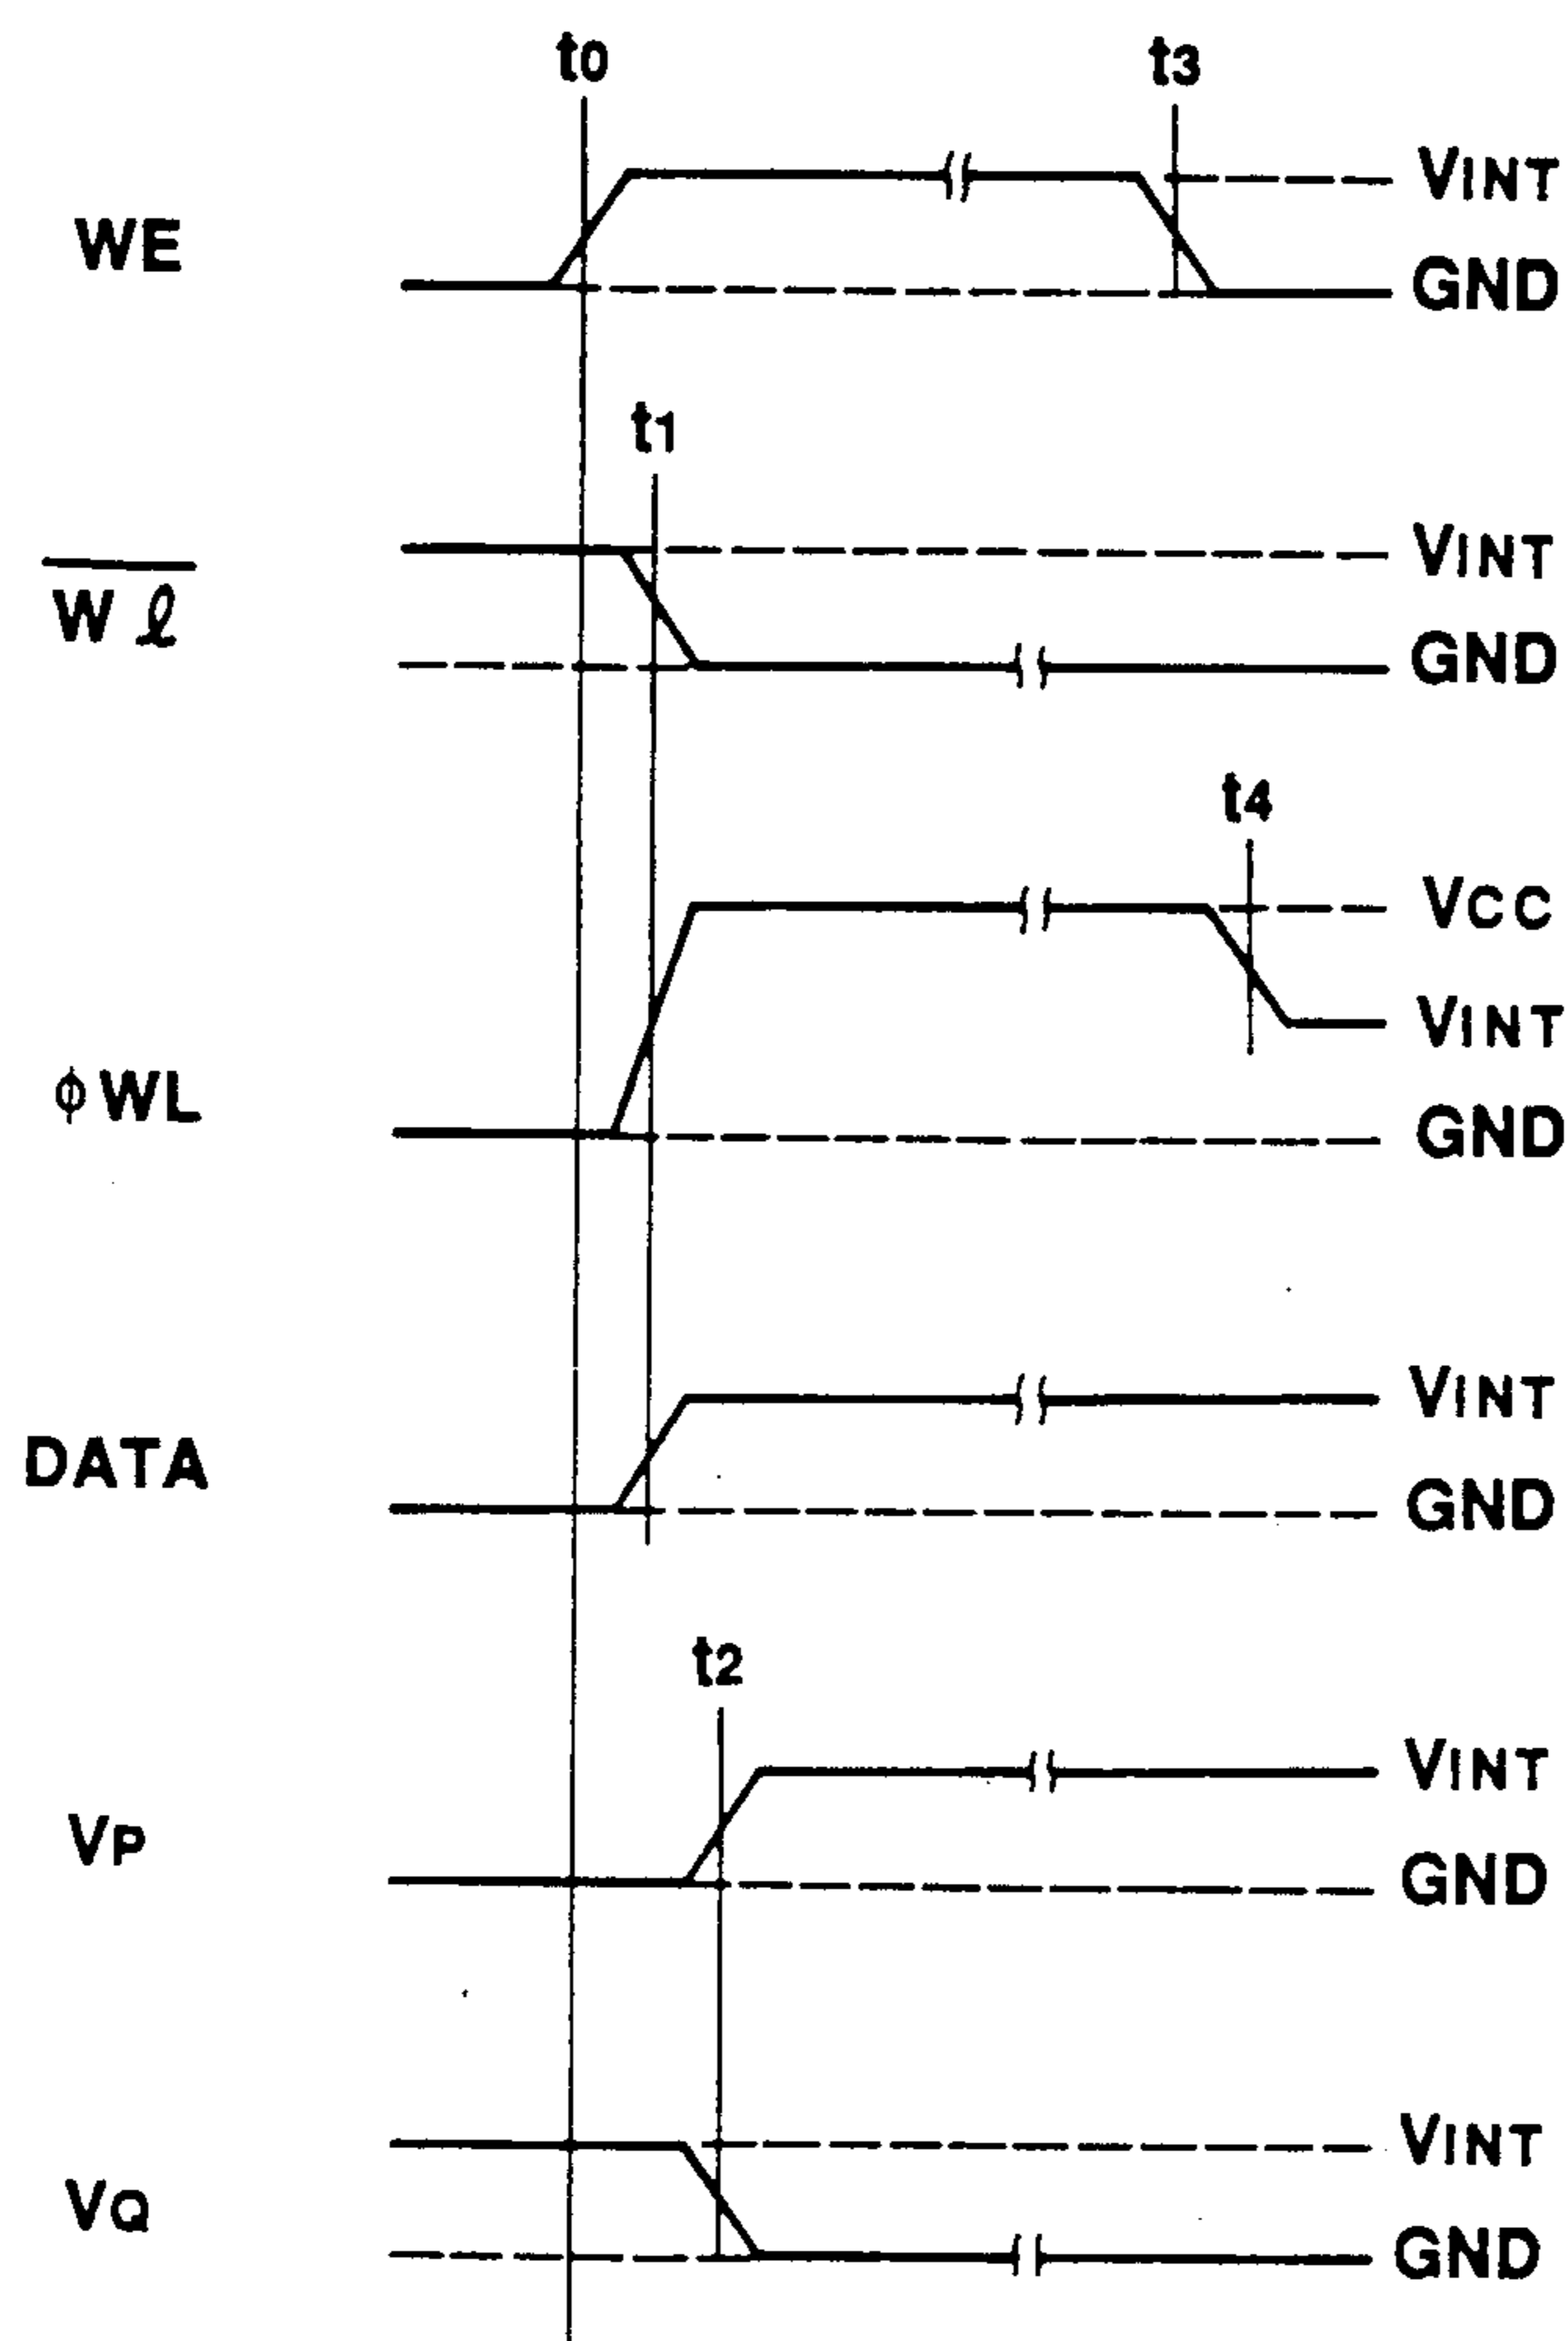 t0 t3
VINT
WE
GND
t1
VINT
Wℓ
GND
t4
VCC
VINT
φWL
GND
VINT
DATA
GND
t2
VINT
VP
GND
VINT
VQ
GND